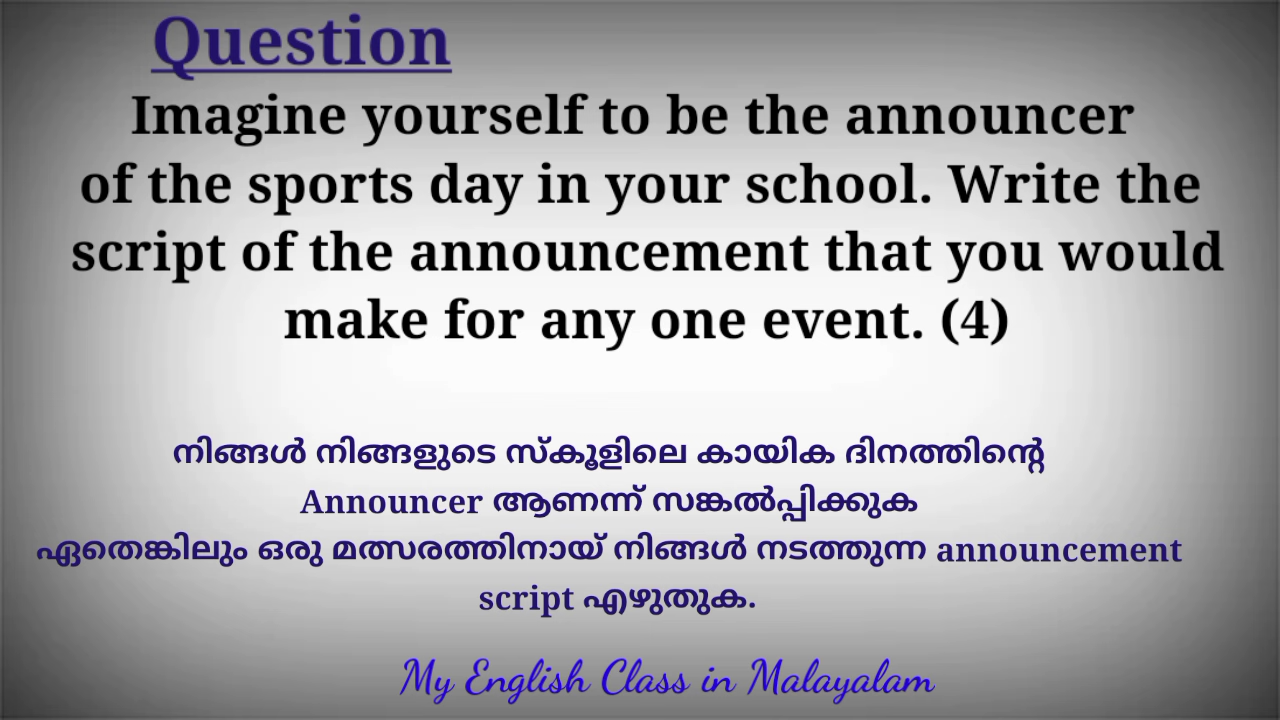 Question
Imagine yourself to be the announcer
of the sports day in your school. Write the
script of the announcement that you would
make for any one event. (4)
നിങ്ങൾ നിങ്ങളുടെ സ്കൂളിലെ കായിക ദിനത്തിന്റെ
Announcer ആണന്ന് സങ്കൽപ്പിക്കുക
ഏതെങ്കിലും ഒരു മത്സരത്തിനായ് നിങ്ങൾ നടത്തുന്ന announcement
script എഴുതുക.
My English Class in Malayalam